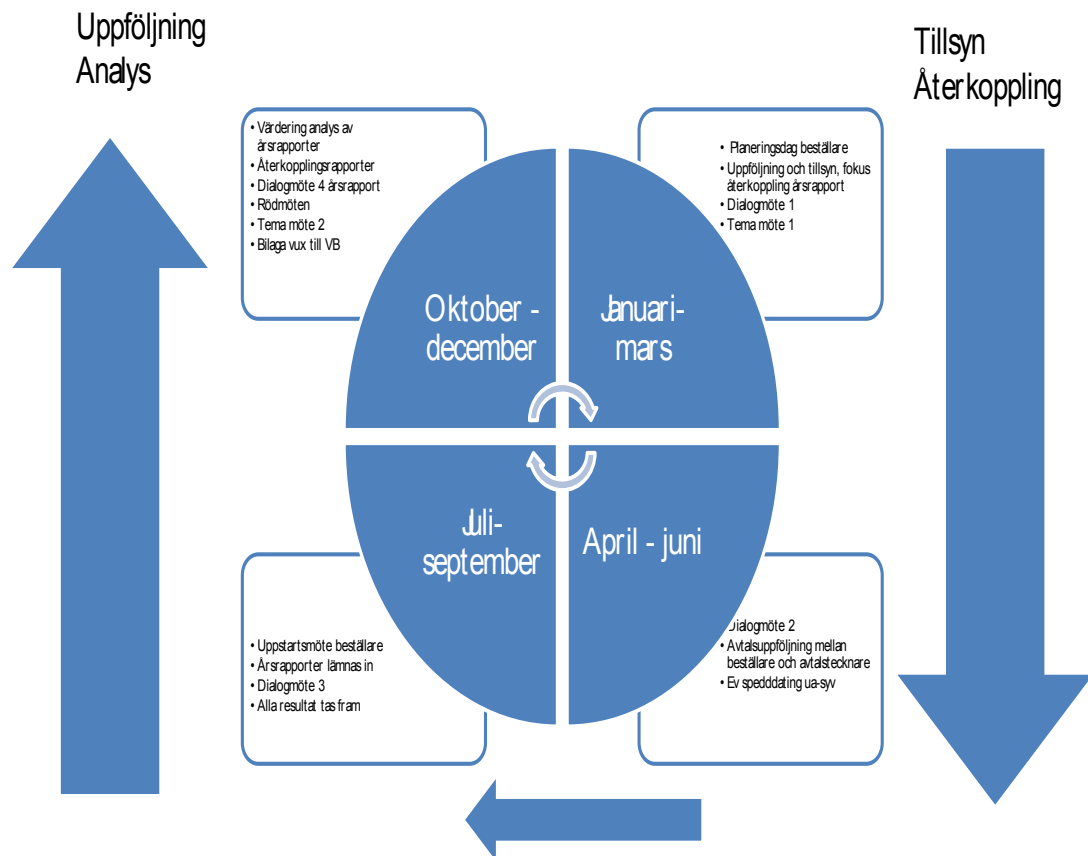 Uppföljning
Analys
Tillsyn
Återkoppling
• Värdering analys av
årsrapporter
• Återkopplingsrapporter
• Dialogmöte 4 årsrapport
• Rödmöten
• Tema möte 2
• Bilaga vux till VB
• Planeringsdag beställare
• Uppföljning och tillsyn, fokus
återkoppling årsrapport
• Dialogmöte 1
• Tema möte 1
Oktober -
december
Januari-
mars
Juli-
september
April - juni
• Uppstartsmöte beställare
• Årsrapporter lämnas in
• Dialogmöte 3
• Alla resultat tas fram
Dialogmöte 2
• Avtalsuppföljning mellan
beställare och avtalstecknare
• Ev spedddating ua-syv